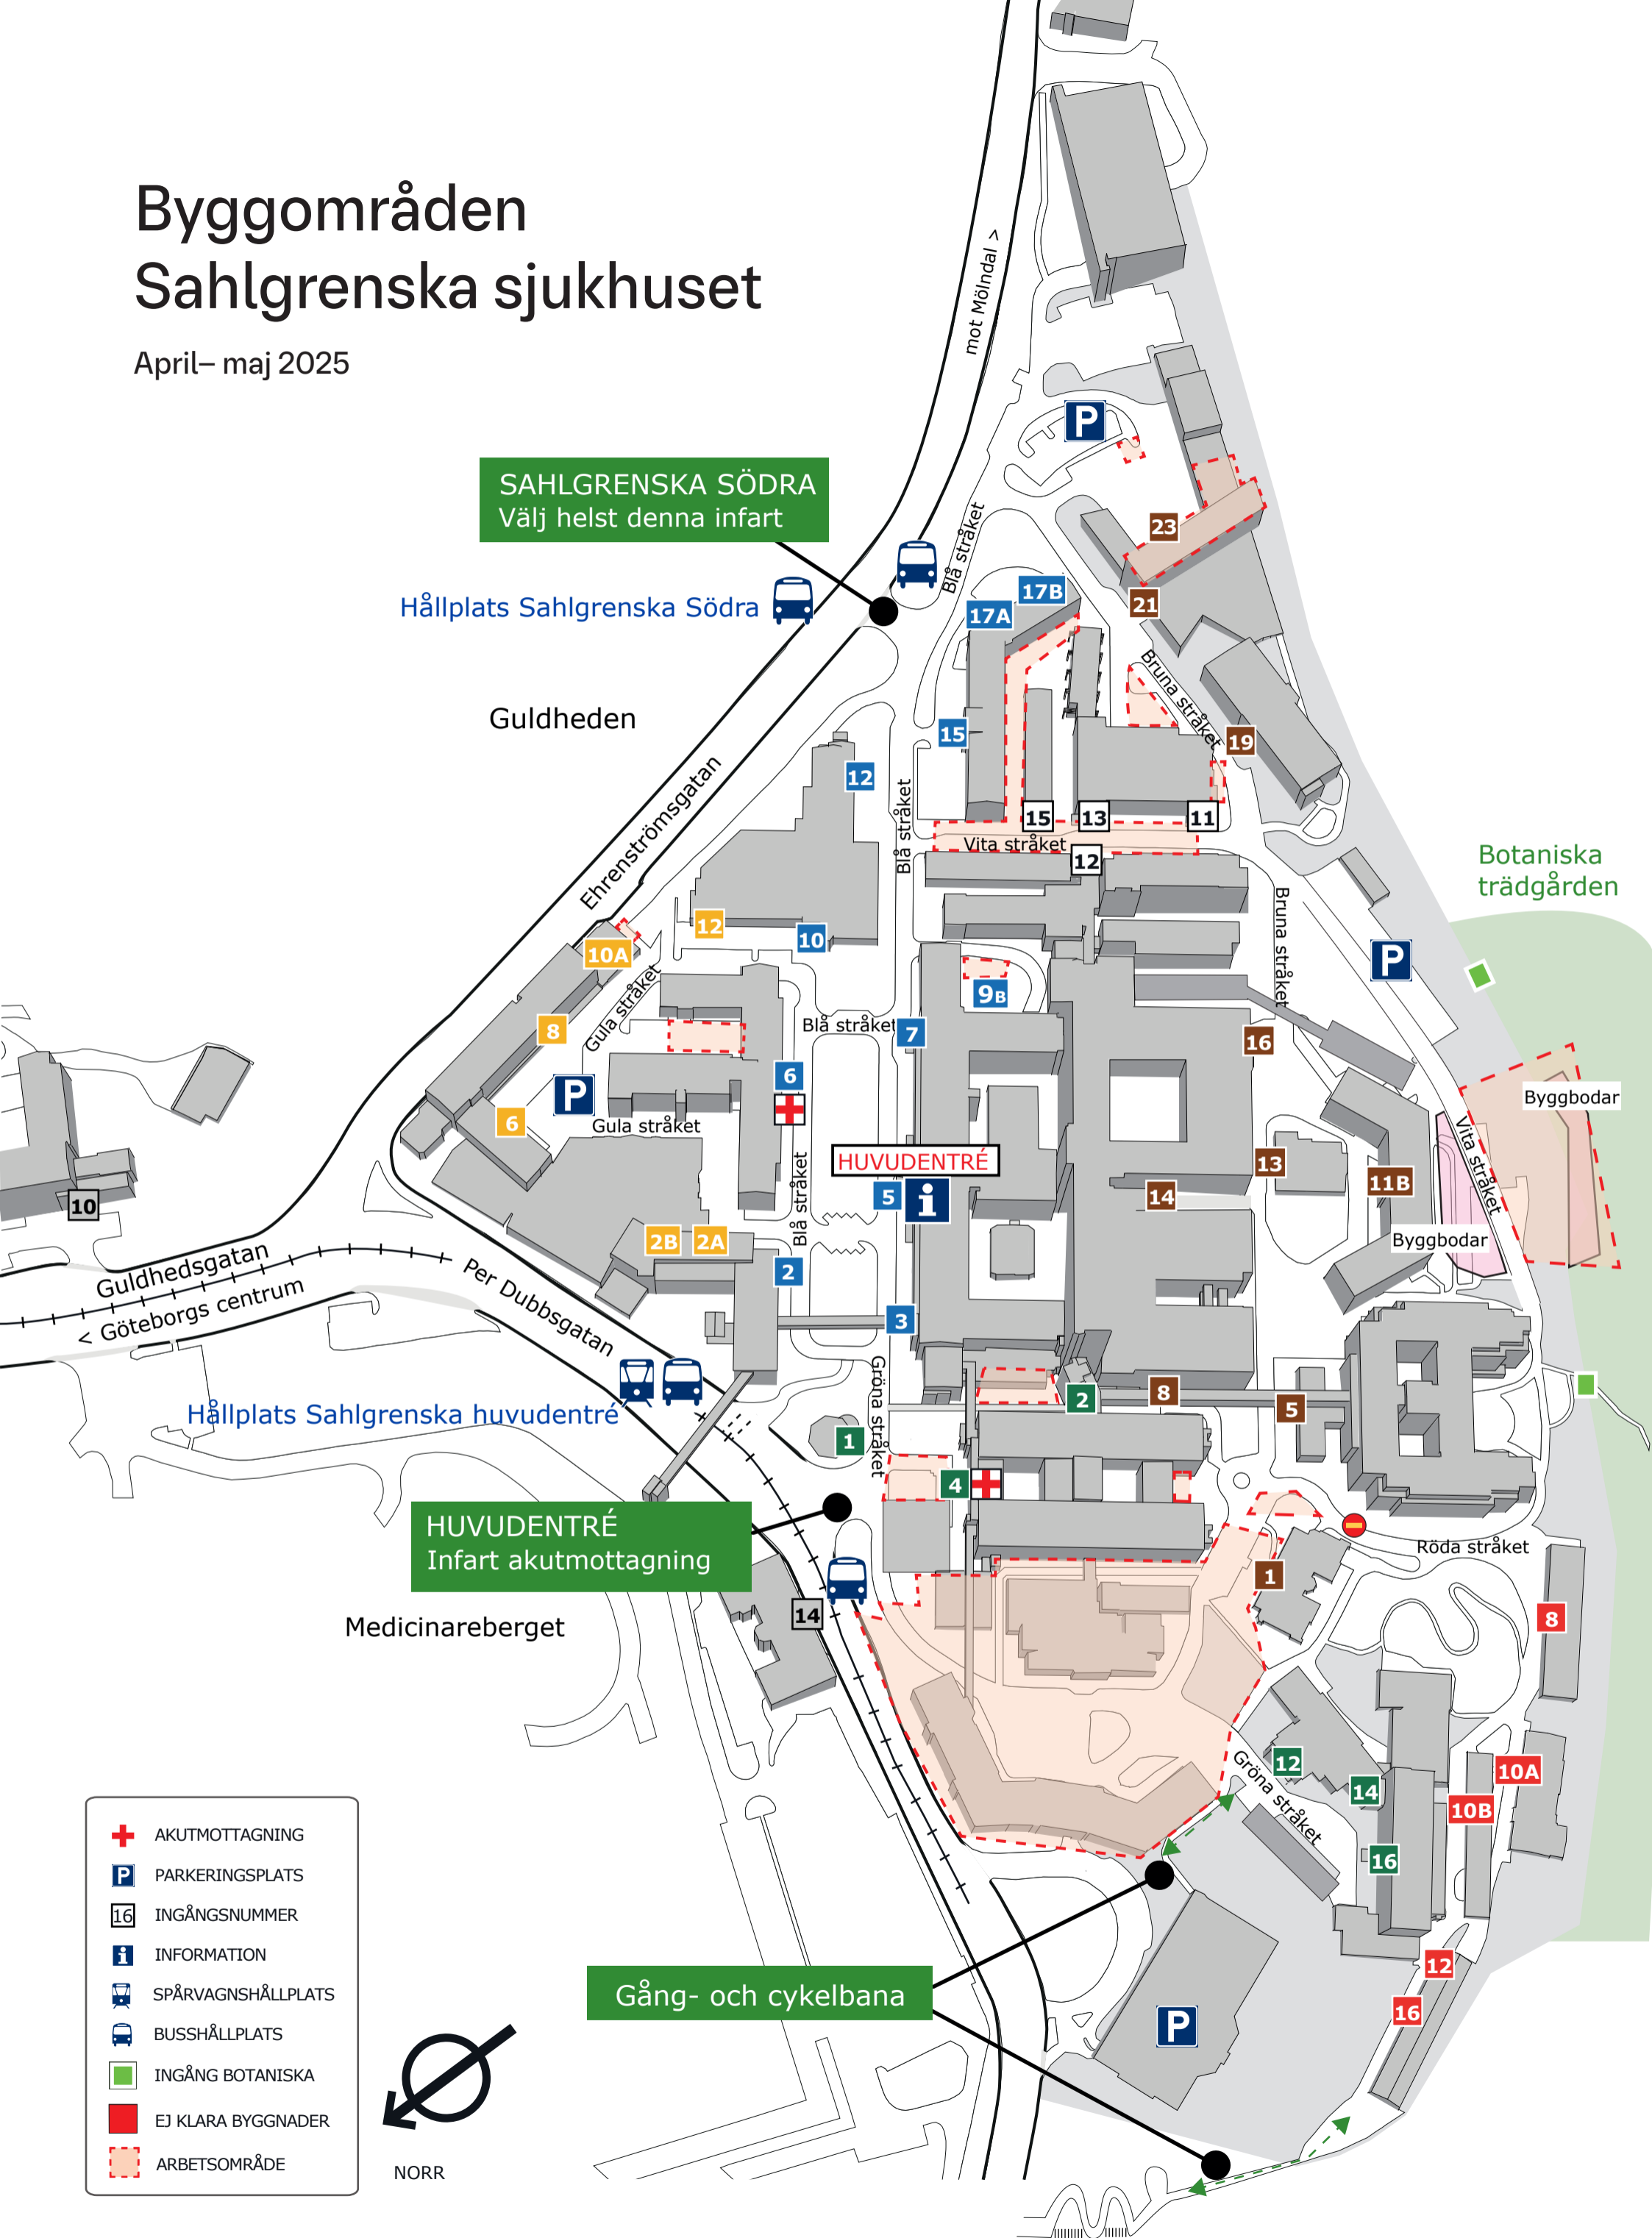 Byggområden
Sahlgrenska sjukhuset
April– maj 2025
mot Mölndal >
P
SAHLGRENSKA SÖDRA
Välj helst denna infart
Blå stråket
23
Hållplats Sahlgrenska Södra
17B
17A
21
Bruna stråket
Guldheden
15
19
12
Ehrenströmsgatan
Blå stråket
15
13
11
Vita stråket
12
Botaniska
trädgården
Bruna stråket
12
10
10A
P
9B
Gula stråket
8
Blå stråket
7
16
6
P
Byggbodar
6
Gula stråket
Vita stråket
HUVUDENTRÉ
13
14
11B
5
i
10
Blå stråket
2B
2A
Byggbodar
Guldhedsgatan
2
< Göteborgs centrum
Per Dubbsgatan
3
Gröna stråket
2
8
5
Hållplats Sahlgrenska huvudentré
1
4
HUVUDENTRÉ
Infart akutmottagning
Röda stråket
1
14
8
Medicinareberget
Gröna stråket
12
14
10A
10B
16
12
16
Gång- och cykelbana
P
AKUTMOTTAGNING
P PARKERINGSPLATS
16 INGÅNGSNUMMER
i INFORMATION
SPÅRVAGNSHÅLLPLATS
BUSSHÅLLPLATS
INGÅNG BOTANISKA
EJ KLARA BYGGNADER
ARBETSOMRÅDE
NORR